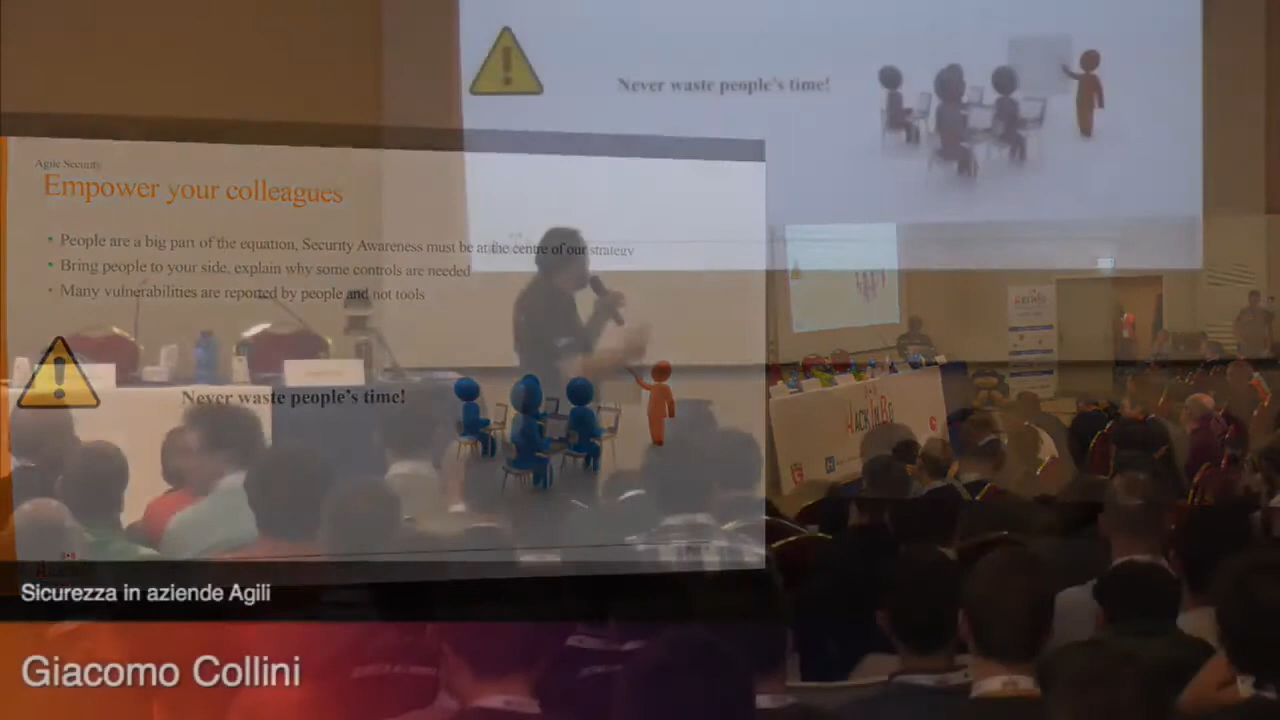 Never waste people's time!
Agile Security
Empower your colleagues
• People are a big part of the equation, Security Awareness must be at the centre of our strategy
• Bring people to your side, explain why some controls are needed
• Many vulnerabilities are reported by people and not tools
Never waste people's time!
HACKINBO
Sicurezza in aziende Agili
Giacomo Collini